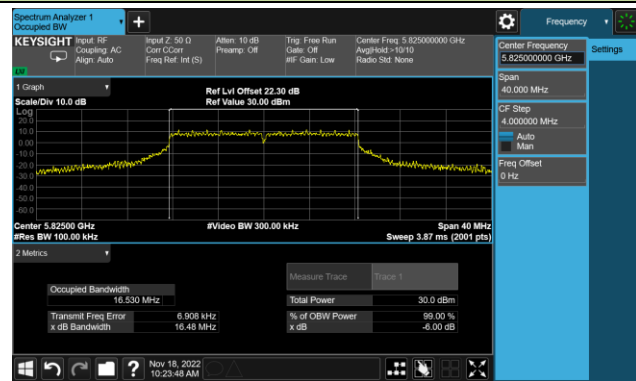 Spectrum Analyzer 1
Occupied BW
Frequency
KEYSIGHT
Input: RF
Coupling: AC
Align: Auto
Input Z: 50 Ω
Corr CCorr
Freq Ref: Int (S)
Atten: 10 dB
Preamp: Off
Trig: Free Run
Gate: Off
#IF Gain: Low
Center Freq: 5.825000000 GHz
Avg|Hold:>10/10
Radio Std: None
Center Frequency
5.825000000 GHz
Settings
Span
40.000 MHz
CF Step
4.000000 MHz
Auto
Man
Freq Offset
0 Hz
1 Graph
Scale/Div 10.0 dB
Ref Lvl Offset 22.30 dB
Ref Value 30.00 dBm
Log
20.0
10.0
0.00
-10.0
-20.0
-30.0
-40.0
-50.0
-60.0
Center 5.82500 GHz
#Video BW 300.00 kHz
Span 40 MHz
#Res BW 100.00 kHz
Sweep 3.87 ms (2001 pts)
2 Metrics
Measure Trace
Trace 1
Occupied Bandwidth
16.530 MHz
Total Power
30.0 dBm
Transmit Freq Error
6.908 kHz
% of OBW Power
99.00 %
x dB Bandwidth
16.48 MHz
x dB
-6.00 dB
Nov 18, 2022
10:23:48 AM